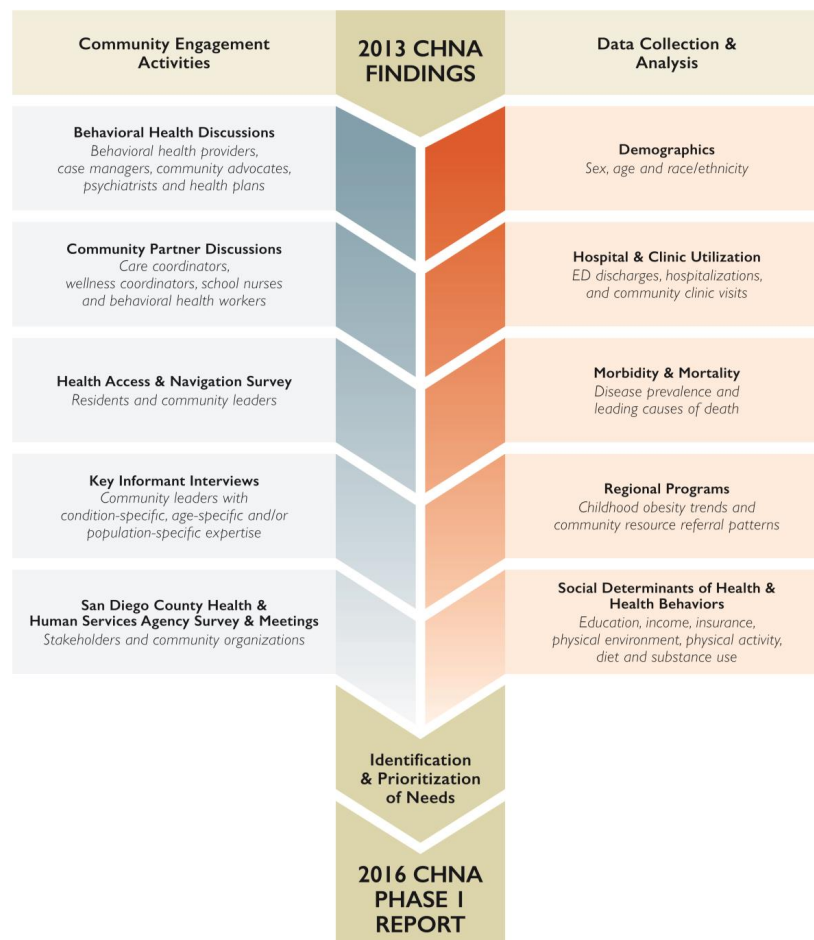 Community Engagement
Activities
2013 CHNA
FINDINGS
Data Collection &
Analysis
Behavioral Health Discussions
Behavioral health providers,
case managers, community advocates,
psychiatrists and health plans
Demographics
Sex, age and race/ethnicity
Community Partner Discussions
Care coordinators,
wellness coordinators, school nurses
and behavioral health workers
Hospital & Clinic Utilization
ED discharges, hospitalizations,
and community clinic visits
Health Access & Navigation Survey
Residents and community leaders
Morbidity & Mortality
Disease prevalence and
leading causes of death
Key Informant Interviews
Community leaders with
condition-specific, age-specific and/or
population-specific expertise
Regional Programs
Childhood obesity trends and
community resource referral patterns
San Diego County Health &
Human Services Agency Survey & Meetings
Stakeholders and community organizations
Social Determinants of Health &
Health Behaviors
Education, income, insurance,
physical environment, physical activity,
diet and substance use
Identification
& Prioritization
of Needs
2016 CHNA
PHASE 1
REPORT